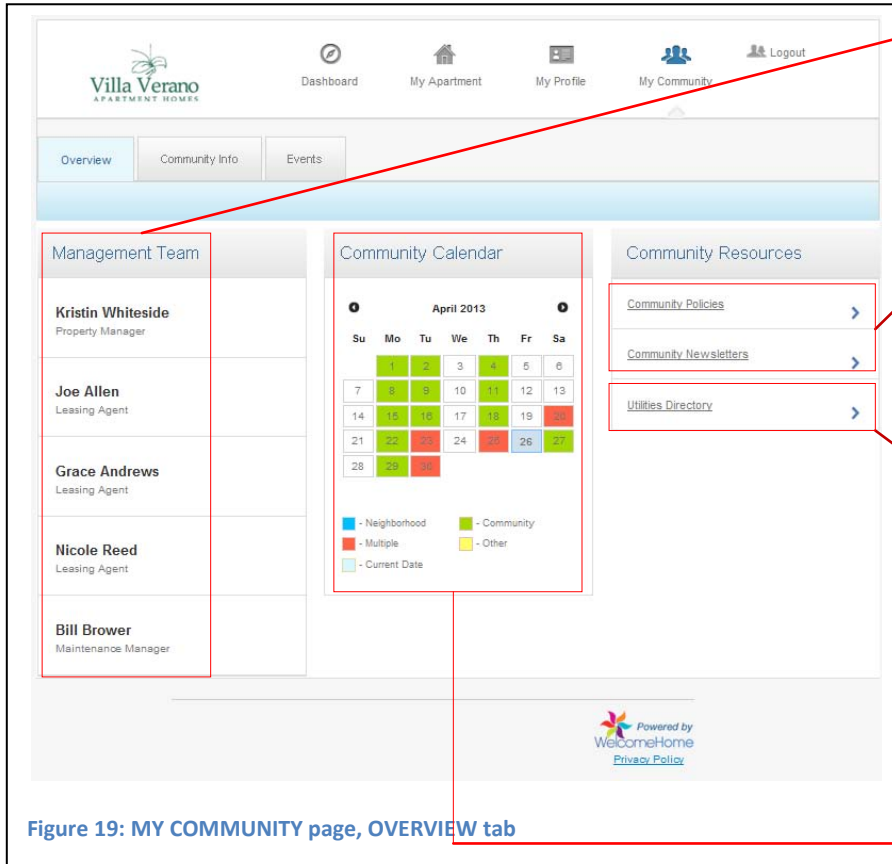 Villa Verano
APARTMENT HOMES
Dashboard
My Apartment
My Profile
My Community
Logout
Overview
Community Info
Events
Management Team
Kristin Whiteside
Property Manager
Joe Allen
Leasing Agent
Grace Andrews
Leasing Agent
Nicole Reed
Leasing Agent
Bill Brower
Maintenance Manager
Community Calendar
April 2013
Su Mo Tu We Th Fr Sa
1 2 3 4 5 6
7 8 9 10 11 12 13
14 15 16 17 18 19 20
21 22 23 24 25 26 27
28 29 30
- Neighborhood - Community
- Multiple - Other
- Current Date
Community Resources
Community Policies
Community Newsletters
Utilities Directory
Powered by
WelcomeHome
Privacy Policy
Figure 19: MY COMMUNITY page, OVERVIEW tab